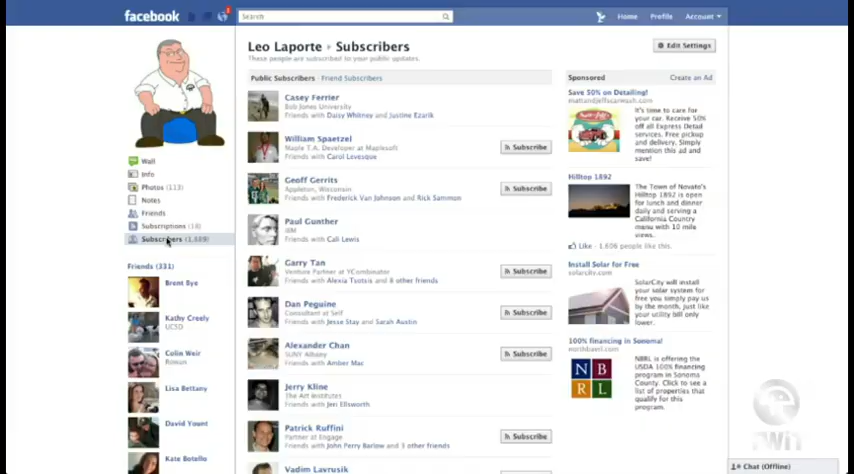 facebook
Search
Home
Profile
Account
Leo Laporte ▸ Subscribers
Edit Settings
These people are subscribed to your public updates.
Public Subscribers · Friend Subscribers
Casey Ferrier
Bob Jones University
Friends with Daisy Whitney and Justine Ezarik
William Spaetzel
Maple T.A. Developer at Maplesoft
Friends with Carol Levesque
Subscribe
Geoff Gerrits
Appleton, Wisconsin
Friends with Frederick Van Johnson and Rick Sammon
Subscribe
Paul Gunther
IBM
Friends with Cali Lewis
Garry Tan
Venture Partner at YCombinator
Friends with Alexia Tsotsis and 8 other friends
Subscribe
Dan Peguine
Consultant at Self
Friends with Jesse Stay and Sarah Austin
Subscribe
Alexander Chan
SUNY Albany
Friends with Amber Mac
Subscribe
Jerry Kline
The Art Institutes
Friends with Jeri Ellsworth
Patrick Ruffini
Partner at Engage
Friends with John Perry Barlow and 3 other friends
Subscribe
Vadim Lavrusik
Wall
Info
Photos (113)
Notes
Friends
Subscriptions (16)
Subscribers
Friends (331)
Brent Bye
Kathy Creely
UCSD
Colin Weir
Rowan
Lisa Bettany
David Yount
Kate Botello
Sponsored
Create an Ad
Save 50% on Detailing!
mattandjeffscarwash.com
It's time to care
for your car. Receive 50%
off all Express Detail
services. Free pickup
and delivery. Simply
mention this ad and
save!
Hilltop 1892
The Town of Novato's
Hilltop 1892 is open
for lunch and dinner
daily and serving a
California menu
with 10 mile
views.
Like · 1,606 people like this.
Install Solar for Free
solarcity.com
SolarCity will install
your solar system for
free you simply pay us
by the month, just like
your utility bill only
lower.
100% financing in Sonoma!
northbayrl.com
NBRL is offering the
USDA 100% financing
program in Sonoma
County. Click to see a
list of properties that
qualify for this
program.
N B
R L
Chat (Offline)